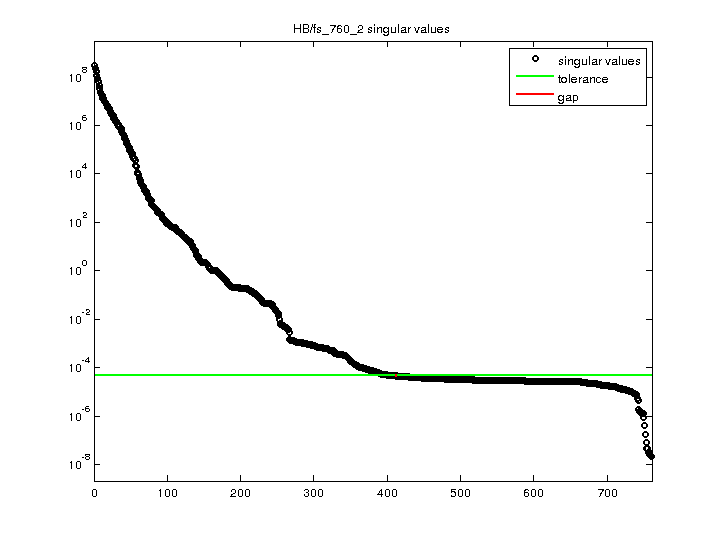 HB/fs_760_2 singular values
singular values
tolerance
gap
10^8
10^6
10^4
10^2
10^0
10^-2
10^-4
10^-6
10^-8
0 100 200 300 400 500 600 700